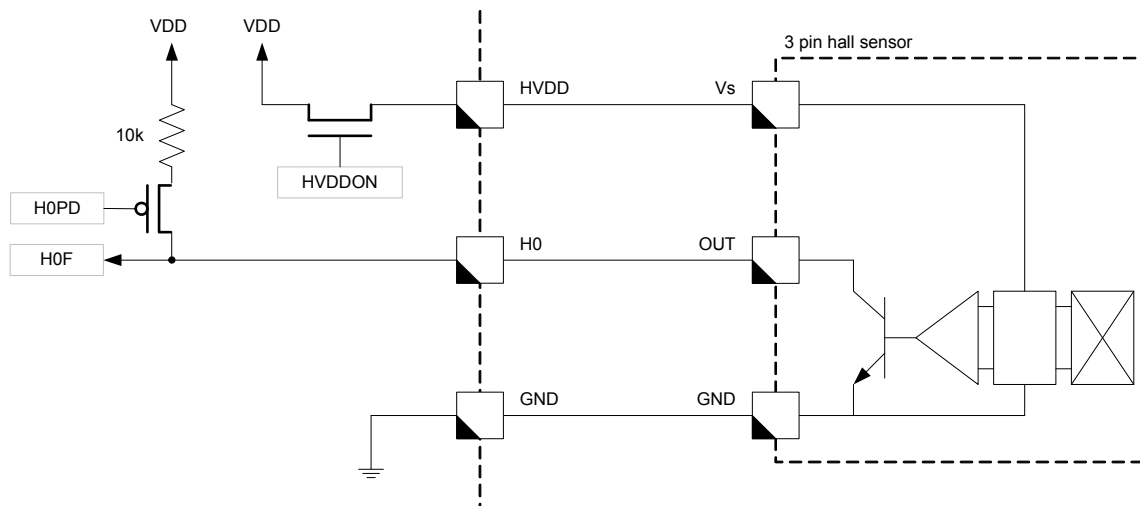 VDD
VDD
3 pin hall sensor
HVDD
Vs
10k
HVDDON
H0PD
H0
OUT
H0F
GND
GND